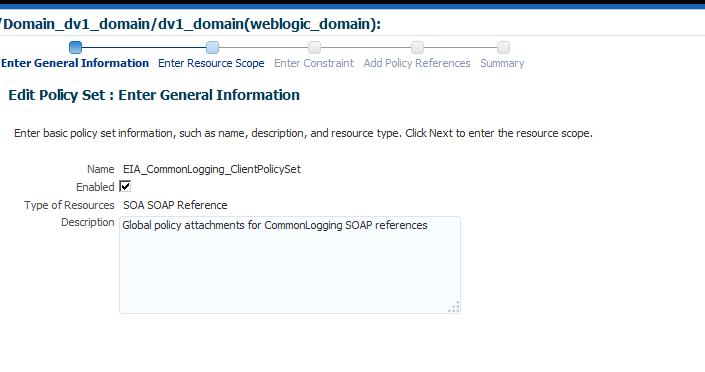 /Domain_dv1_domain/dv1_domain(weblogic_domain):
Enter General Information Enter Resource Scope Enter Constraint Add Policy References Summary
Edit Policy Set : Enter General Information
Enter basic policy set information, such as name, description, and resource type. Click Next to enter the resource scope.
Name EIA_CommonLogging_ClientPolicySet
Enabled
Type of Resources SOA SOAP Reference
Description Global policy attachments for CommonLogging SOAP references